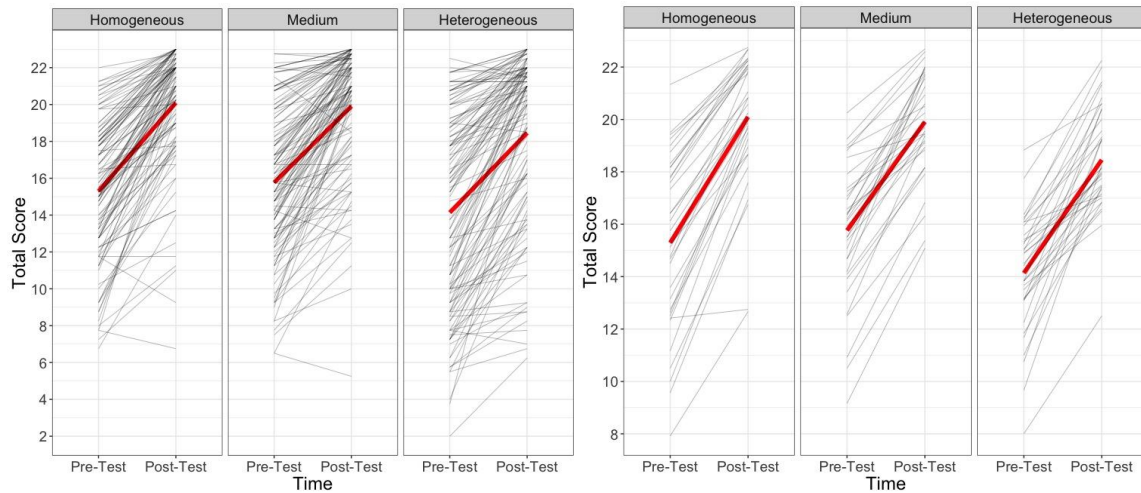 Homogeneous Medium Heterogeneous
Total Score
22
20
18
16
14
12
10
8
6
4
2
Pre-Test Post-Test Pre-Test Post-Test Pre-Test Post-Test
Time
Homogeneous Medium Heterogeneous
Total Score
22
20
18
16
14
12
10
8
Pre-Test Post-Test Pre-Test Post-Test Pre-Test Post-Test
Time